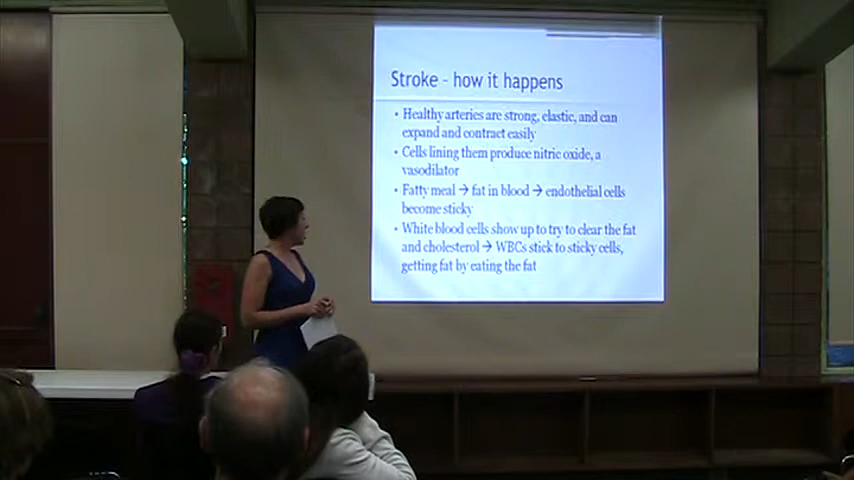 Stroke - how it happens
• Healthy arteries are strong, elastic, and can
expand and contract easily
• Cells lining them produce nitric oxide, a
vasodilator
• Fatty meal → fat in blood → endothelial cells
become sticky
• White blood cells show up to try to clear the fat
and cholesterol → WBCs stick to sticky cells,
getting fat by eating the fat